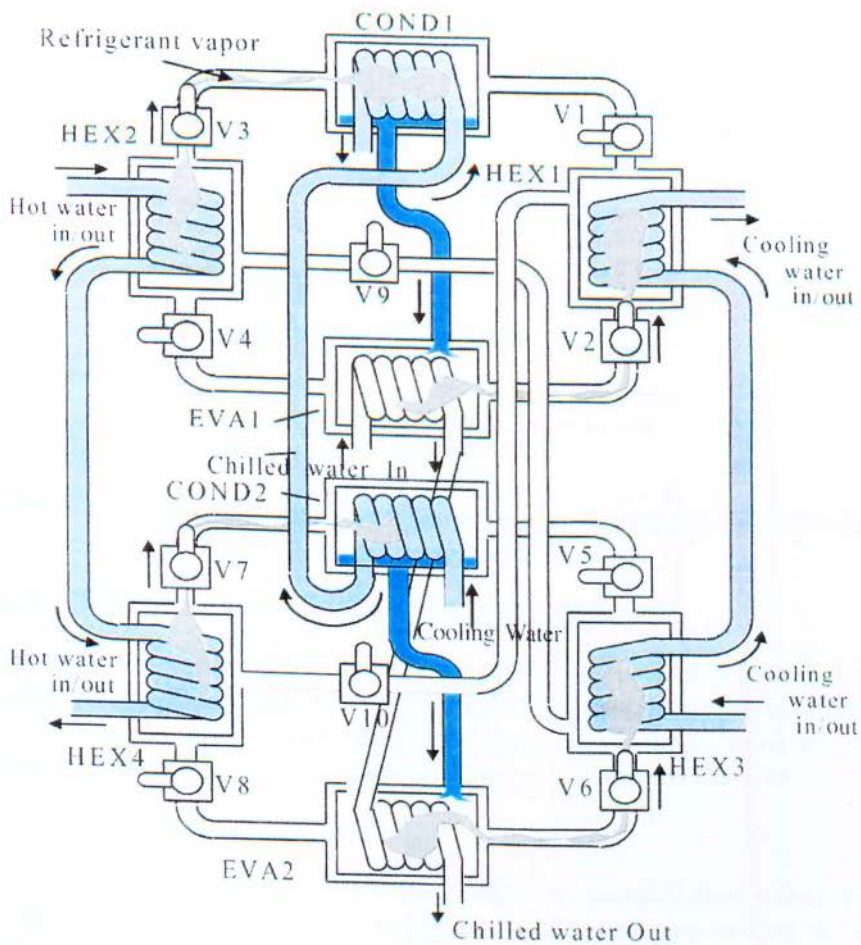 COND1
Refrigerant vapor
V3
V1
HEX2
HEX1
Hot water
in/out
Cooling
water
in/out
V9
V4
V2
EVA1
Chilled water In
COND2
V7
V5
Cooling Water
Hot water
in/out
Cooling
water
in/out
V10
HEX4
V8
V6
HEX3
EVA2
Chilled water Out